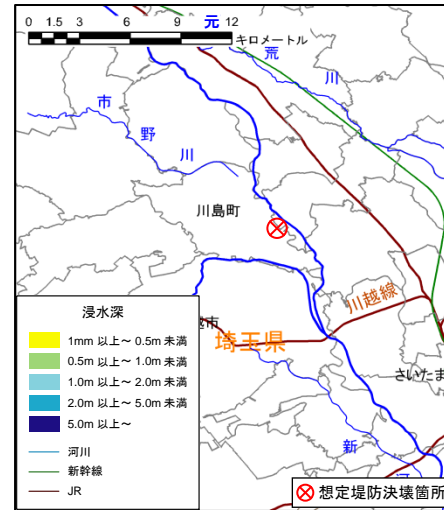 0 1.5 3 6 9 12
キロメートル
元
荒
川
市
野
川
川島町
川越線
越市
埼玉県
さいたま
新
河
浸水深
1mm 以上～ 0.5m 未満
0.5m 以上～ 1.0m 未満
1.0m 以上～ 2.0m 未満
2.0m 以上～ 5.0m 未満
5.0m 以上～
河川
新幹線
JR
想定堤防決壊箇所